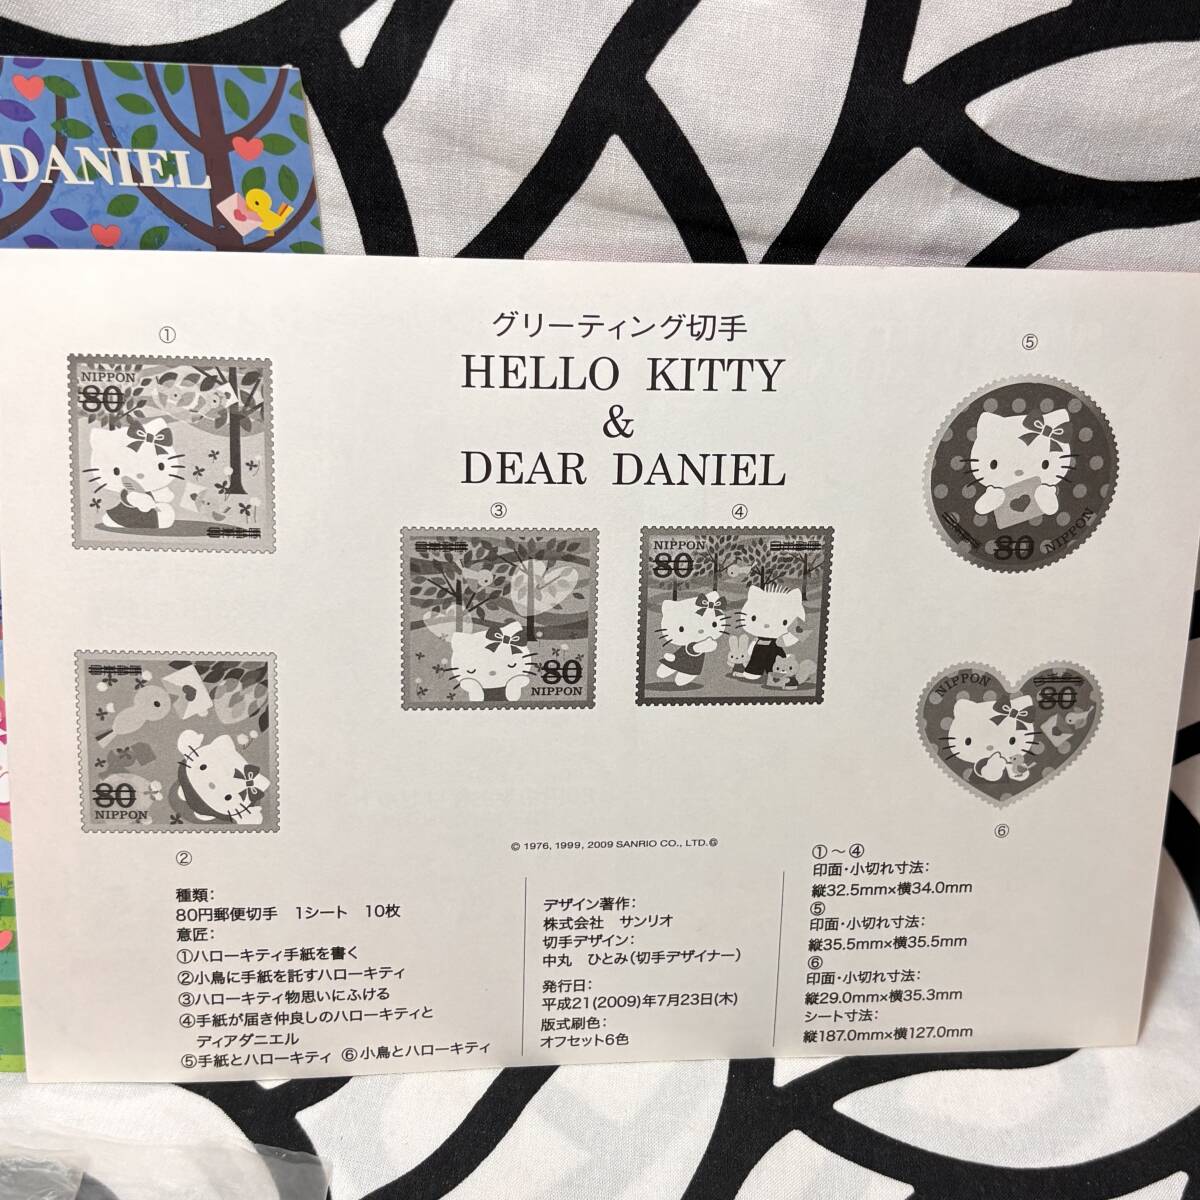 DANIEL
グリーティング切手
HELLO KITTY
&
DEAR DANIEL
①
NIPPON
80
②
80
NIPPON
③
80
NIPPON
④
NIPPON
80
⑤
80
NIPPON
NIPPON
80
⑥
© 1976, 1999, 2009 SANRIO CO., LTD.Ⓖ
種類:
80円郵便切手 1シート 10枚
意匠:
①ハローキティ手紙を書く
②小鳥に手紙を託すハローキティ
③ハローキティ物思いにふける
④手紙が届き仲良しのハローキティと
ディアダニエル
⑤手紙とハローキティ ⑥小鳥とハローキティ
デザイン著作:
株式会社 サンリオ
切手デザイン:
中丸 ひとみ(切手デザイナー)
発行日:
平成21(2009)年7月23日(木)
版式刷色:
オフセット6色
①～④
印面・小切れ寸法:
縦32.5mm×横34.0mm
⑤
印面・小切れ寸法:
縦35.5mm×横35.5mm
⑥
印面・小切れ寸法:
縦29.0mm×横35.3mm
シート寸法:
縦187.0mm×横127.0mm